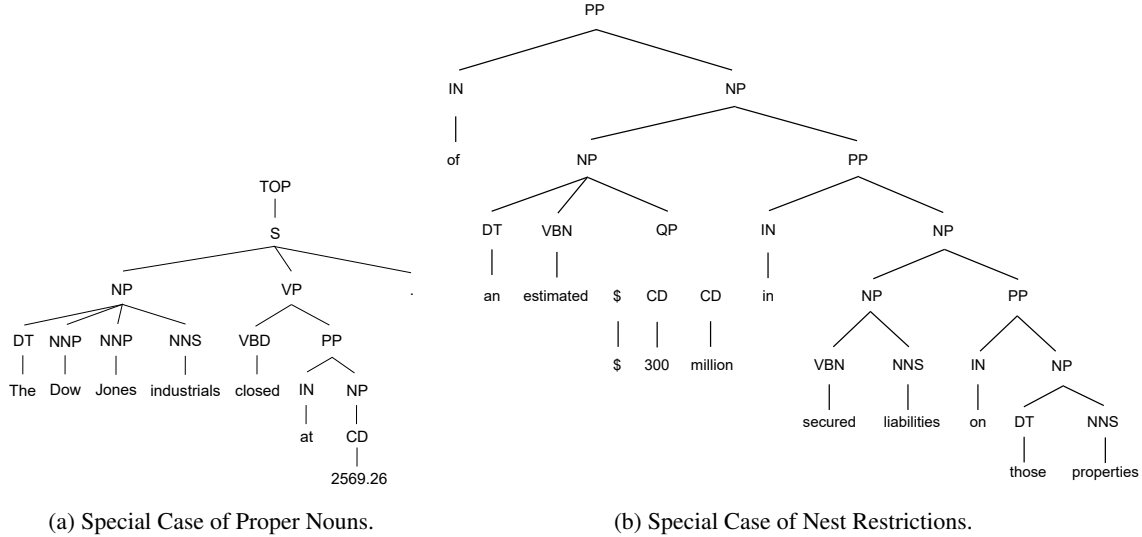 PP
IN NP
of NP PP
DT VBN QP IN NP
an estimated $ CD CD in NP PP
$ 300 million VBN NNS IN NP
secured liabilities on DT NNS
those properties
TOP
S
NP VP .
DT NNP NNP NNS VBD PP
The Dow Jones industrials closed IN NP
at CD
2569.26
(a) Special Case of Proper Nouns.
(b) Special Case of Nest Restrictions.